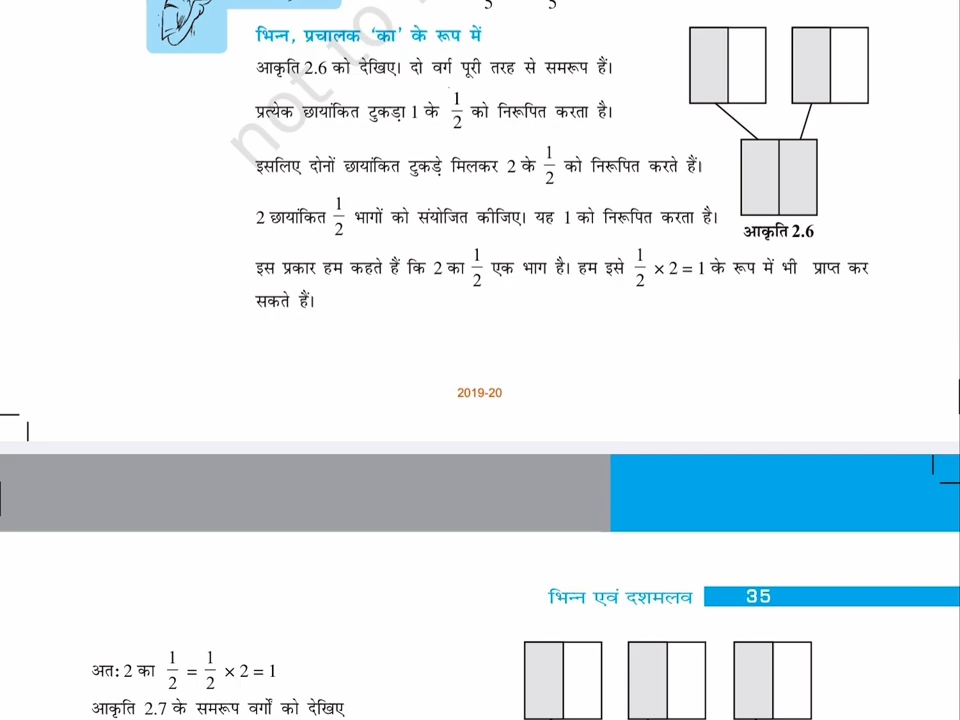 भिन्न, प्रचालक ‘का’ के रूप में
आकृति 2.6 को देखिए। दो वर्ग पूरी तरह से समरूप हैं।
प्रत्येक छायांकित टुकड़ा 1 के 1/2 को निरूपित करता है।
इसलिए दोनों छायांकित टुकड़े मिलकर 2 के 1/2 को निरूपित करते हैं।
2 छायांकित 1/2 भागों को संयोजित कीजिए। यह 1 को निरूपित करता है।
आकृति 2.6
इस प्रकार हम कहते हैं कि 2 का 1/2 एक भाग है। हम इसे 1/2 × 2 = 1 के रूप में भी प्राप्त कर
सकते हैं।
not to
2019-20
भिन्न एवं दशमलव 35
अत: 2 का 1/2 = 1/2 × 2 = 1
आकृति 2.7 के समरूप वर्गों को देखिए